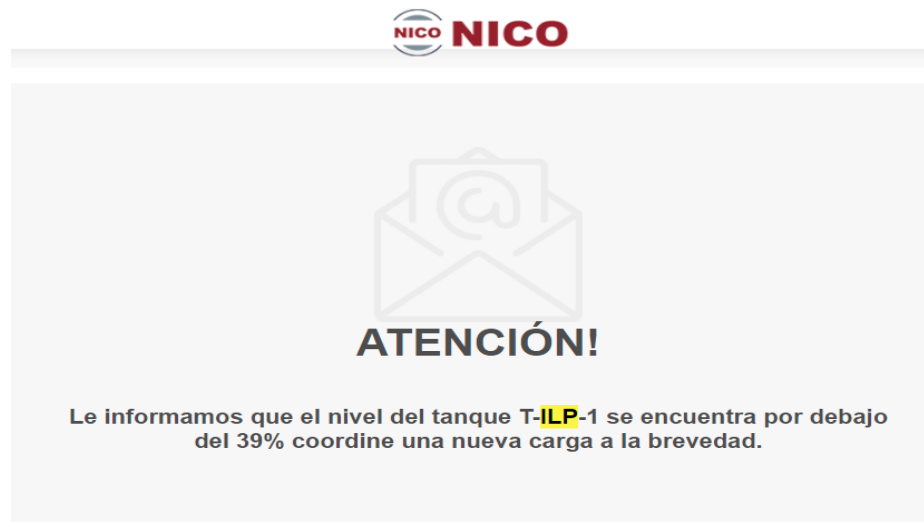 NICO NICO
ATENCIÓN!
Le informamos que el nivel del tanque T-ILP-1 se encuentra por debajo
del 39% coordine una nueva carga a la brevedad.